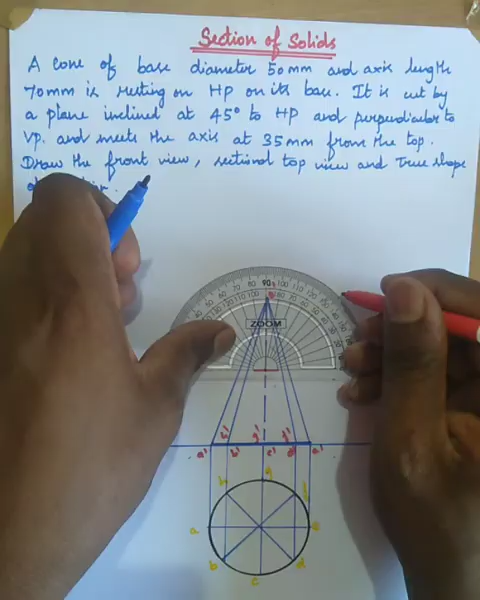 Section of Solids
A Cone of base diameter 50mm and axis length
70mm is resting on HP on its base. It is cut by
a plane inclined at 45° to HP and perpendicular to
VP. and meets the axis at 35mm from the top.
Draw the front view, sectional top view and True shape
ZOOM
90
a' b' c' d' e'
a
b
c
d
e
g
h